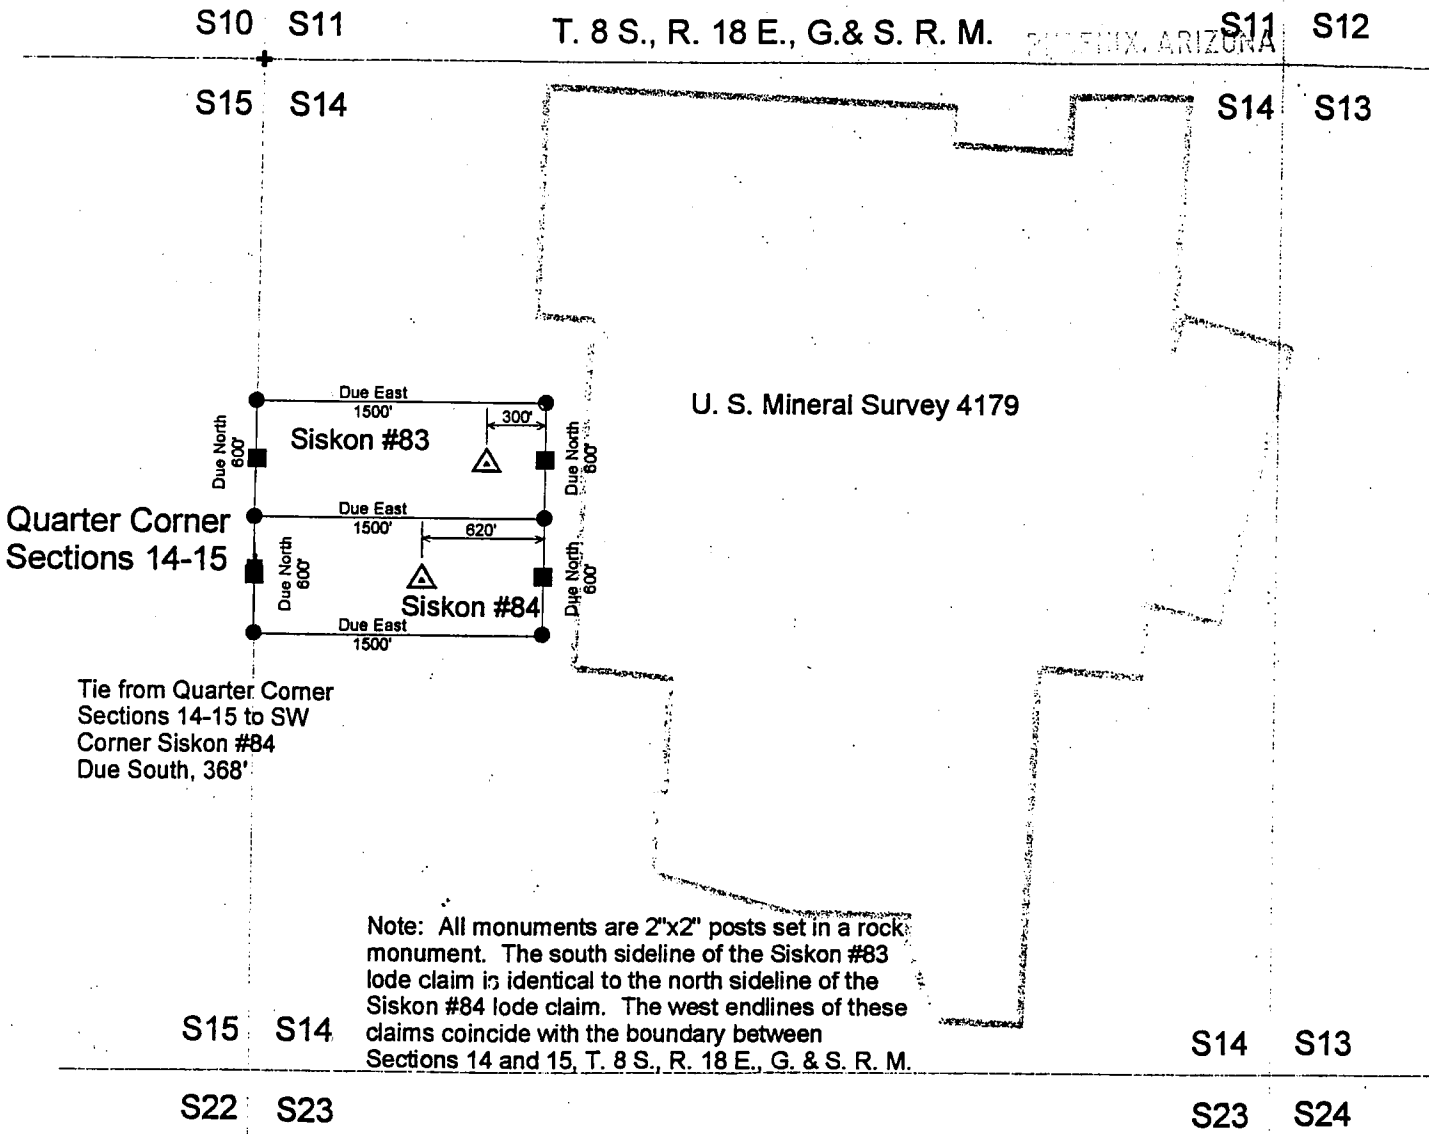 S10 S11
T. 8 S., R. 18 E., G.& S. R. M.
S11 S12
ARIZONA
S15 S14
S14 S13
Due East
1500'
300'
Siskon #83
Due North
600'
Due North
600'
U. S. Mineral Survey 4179
Quarter Corner
Sections 14-15
Due East
1500'
620'
Due North
600'
Due North
600'
Siskon #84
Due East
1500'
Tie from Quarter Corner
Sections 14-15 to SW
Corner Siskon #84
Due South, 368'
Note: All monuments are 2"x2" posts set in a rock
monument. The south sideline of the Siskon #83
lode claim is identical to the north sideline of the
Siskon #84 lode claim. The west endlines of these
claims coincide with the boundary between
Sections 14 and 15, T. 8 S., R. 18 E., G. & S. R. M.
S15 S14
S14 S13
S22 S23
S23 S24